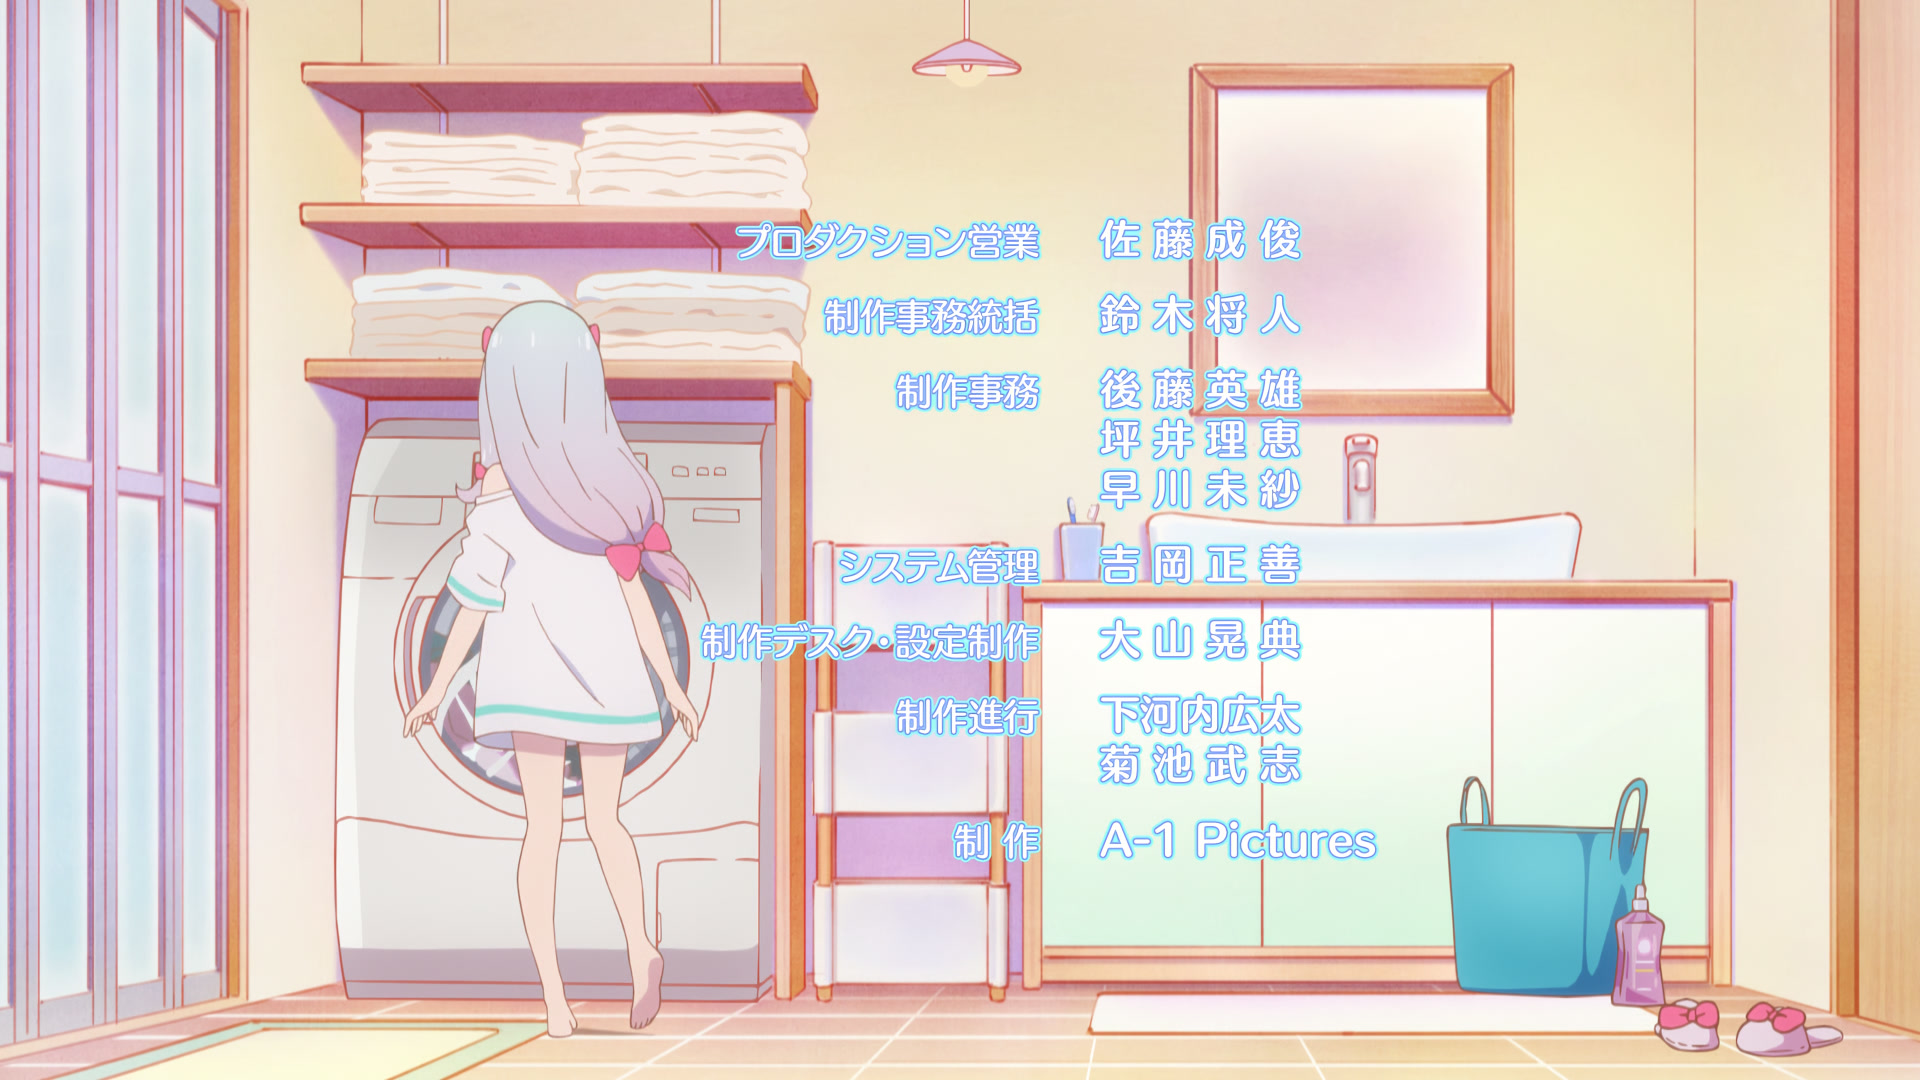 プロダクション営業 佐藤成俊
制作事務統括 鈴木将人
制作事務 後藤英雄
坪井理恵
早川未紗
システム管理 吉岡正善
制作デスク・設定制作 大山晃典
制作進行 下河内広太
菊池武志
制作 A-1 Pictures